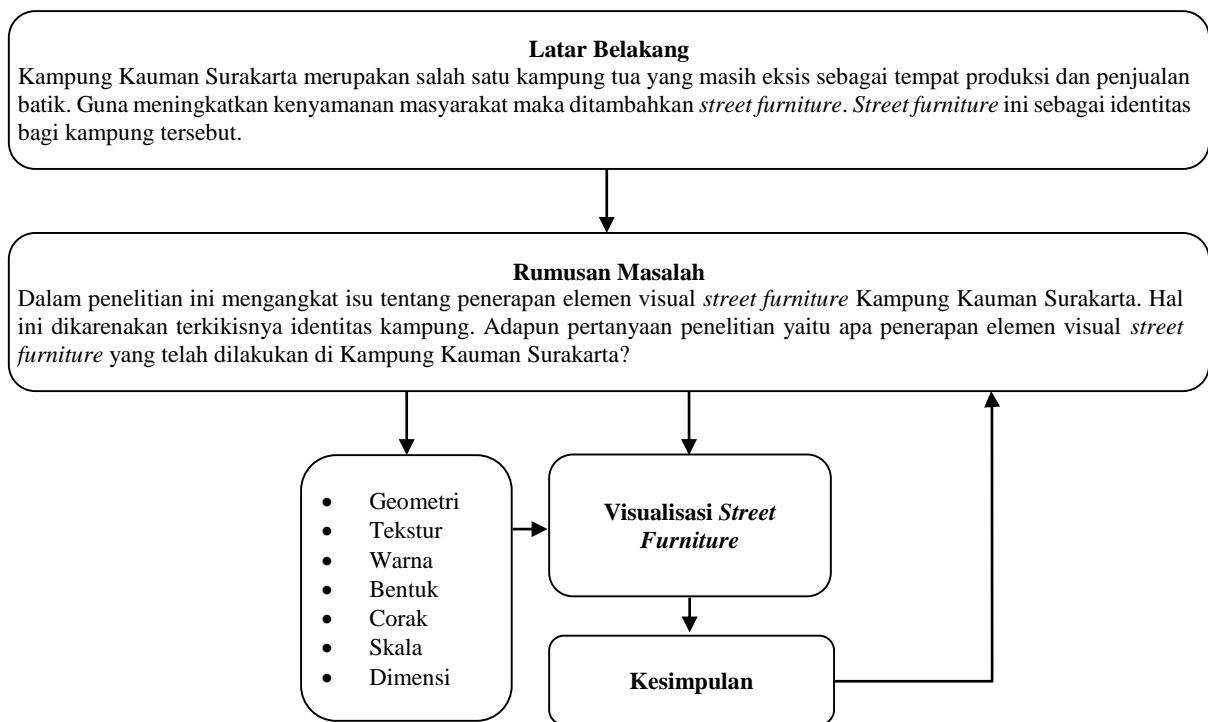 Latar Belakang
Kampung Kauman Surakarta merupakan salah satu kampung tua yang masih eksis sebagai tempat produksi dan penjualan
batik. Guna meningkatkan kenyamanan masyarakat maka ditambahkan street furniture. Street furniture ini sebagai identitas
bagi kampung tersebut.
Rumusan Masalah
Dalam penelitian ini mengangkat isu tentang penerapan elemen visual street furniture Kampung Kauman Surakarta. Hal
ini dikarenakan terkikisnya identitas kampung. Adapun pertanyaan penelitian yaitu apa penerapan elemen visual street
furniture yang telah dilakukan di Kampung Kauman Surakarta?
• Geometri
• Tekstur
• Warna
• Bentuk
• Corak
• Skala
• Dimensi
Visualisasi Street
Furniture
Kesimpulan